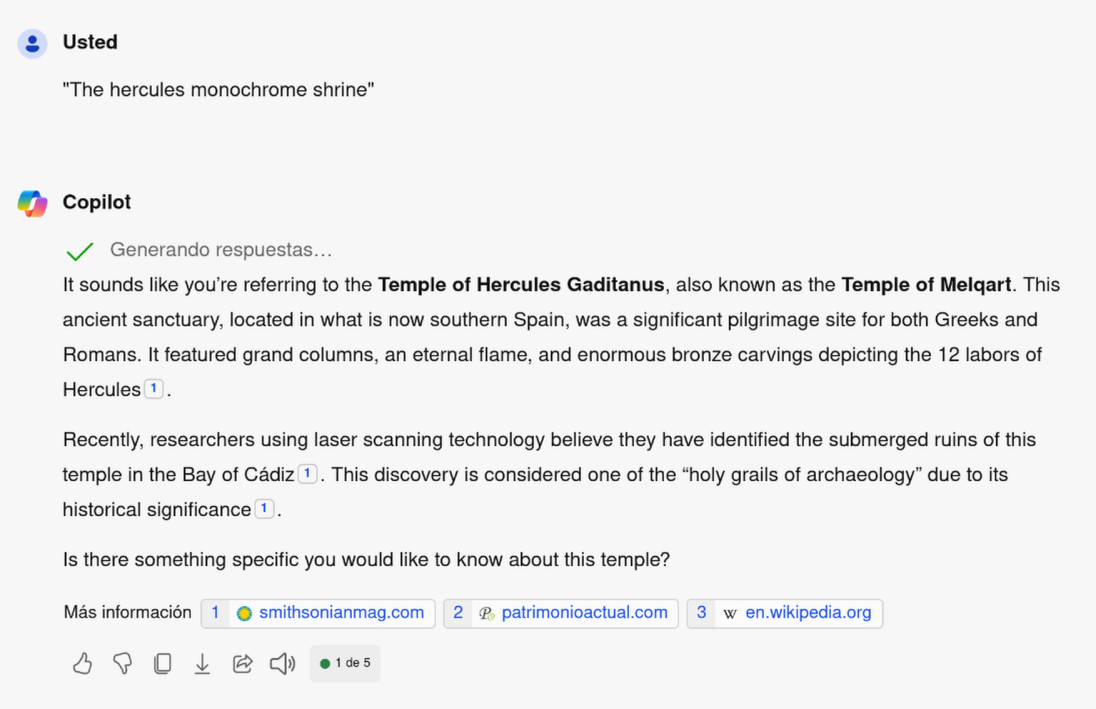 Usted
"The hercules monochrome shrine"
Copilot
Generando respuestas…
It sounds like you’re referring to the Temple of Hercules Gaditanus, also known as the Temple of Melqart. This
ancient sanctuary, located in what is now southern Spain, was a significant pilgrimage site for both Greeks and
Romans. It featured grand columns, an eternal flame, and enormous bronze carvings depicting the 12 labors of
Hercules 1 .
Recently, researchers using laser scanning technology believe they have identified the submerged ruins of this
temple in the Bay of Cádiz 1 . This discovery is considered one of the “holy grails of archaeology” due to its
historical significance 1 .
Is there something specific you would like to know about this temple?
Más información 1 smithsonianmag.com 2 patrimonioactual.com 3 W en.wikipedia.org
1 de 5